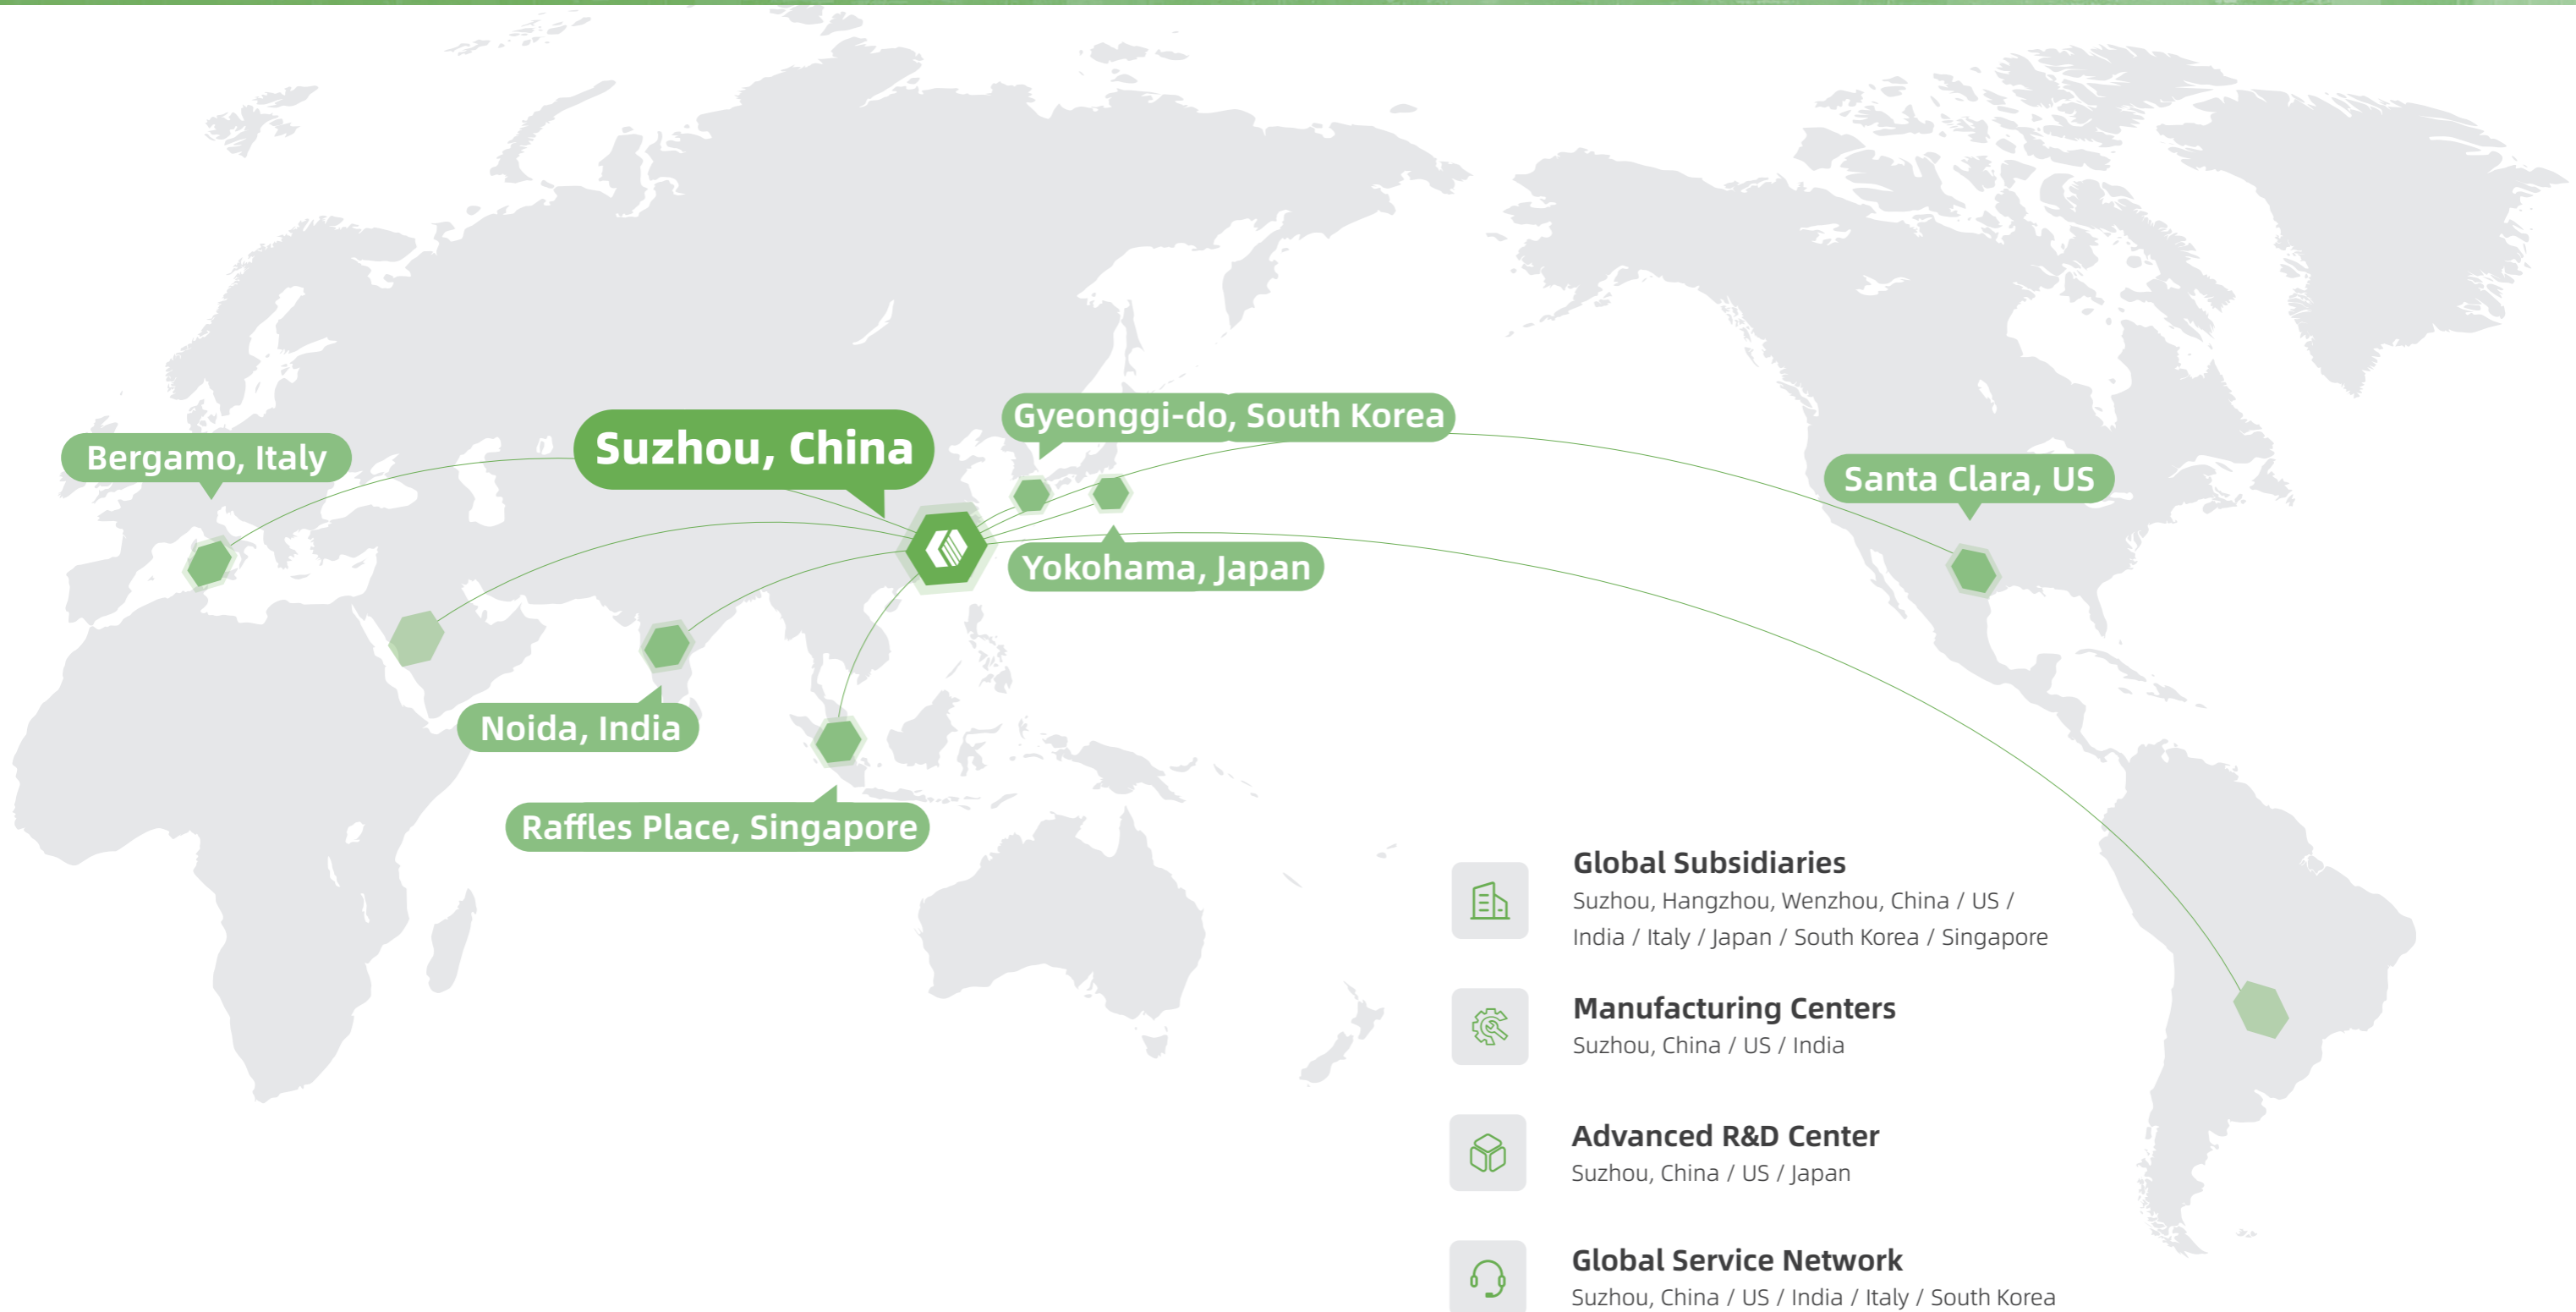 Gyeonggi-do, South Korea
Suzhou, China
Bergamo, Italy
Santa Clara, US
Yokohama, Japan
Noida, India
Raffles Place, Singapore
Global Subsidiaries
Suzhou, Hangzhou, Wenzhou, China / US /
India / Italy / Japan / South Korea / Singapore
Manufacturing Centers
Suzhou, China / US / India
Advanced R&D Center
Suzhou, China / US / Japan
Global Service Network
Suzhou, China / US / India / Italy / South Korea